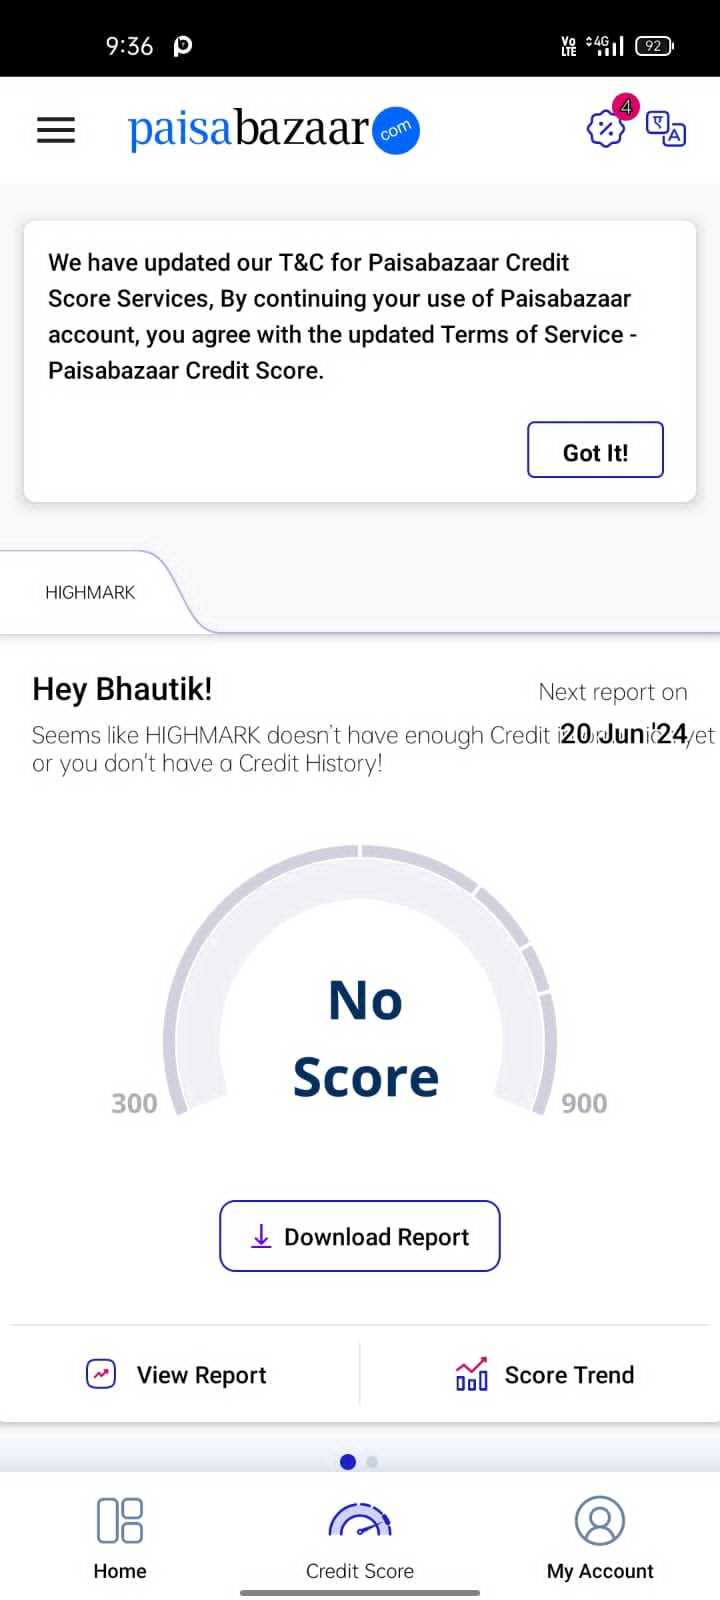 9:36
Vo
LTE
4G
92
paisabazaar com
4
ए
A
We have updated our T&C for Paisabazaar Credit
Score Services, By continuing your use of Paisabazaar
account, you agree with the updated Terms of Service -
Paisabazaar Credit Score.
Got It!
HIGHMARK
Hey Bhautik!
Next report on
20 Jun '24
Seems like HIGHMARK doesn't have enough Credit yet
or you don't have a Credit History!
No
Score
300
900
Download Report
View Report
Score Trend
Home
Credit Score
My Account